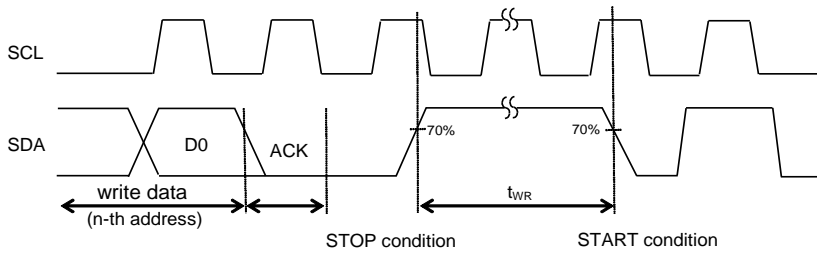 SCL
SDA
D0
ACK
70%
70%
write data
(n-th address)
tWR
STOP condition
START condition